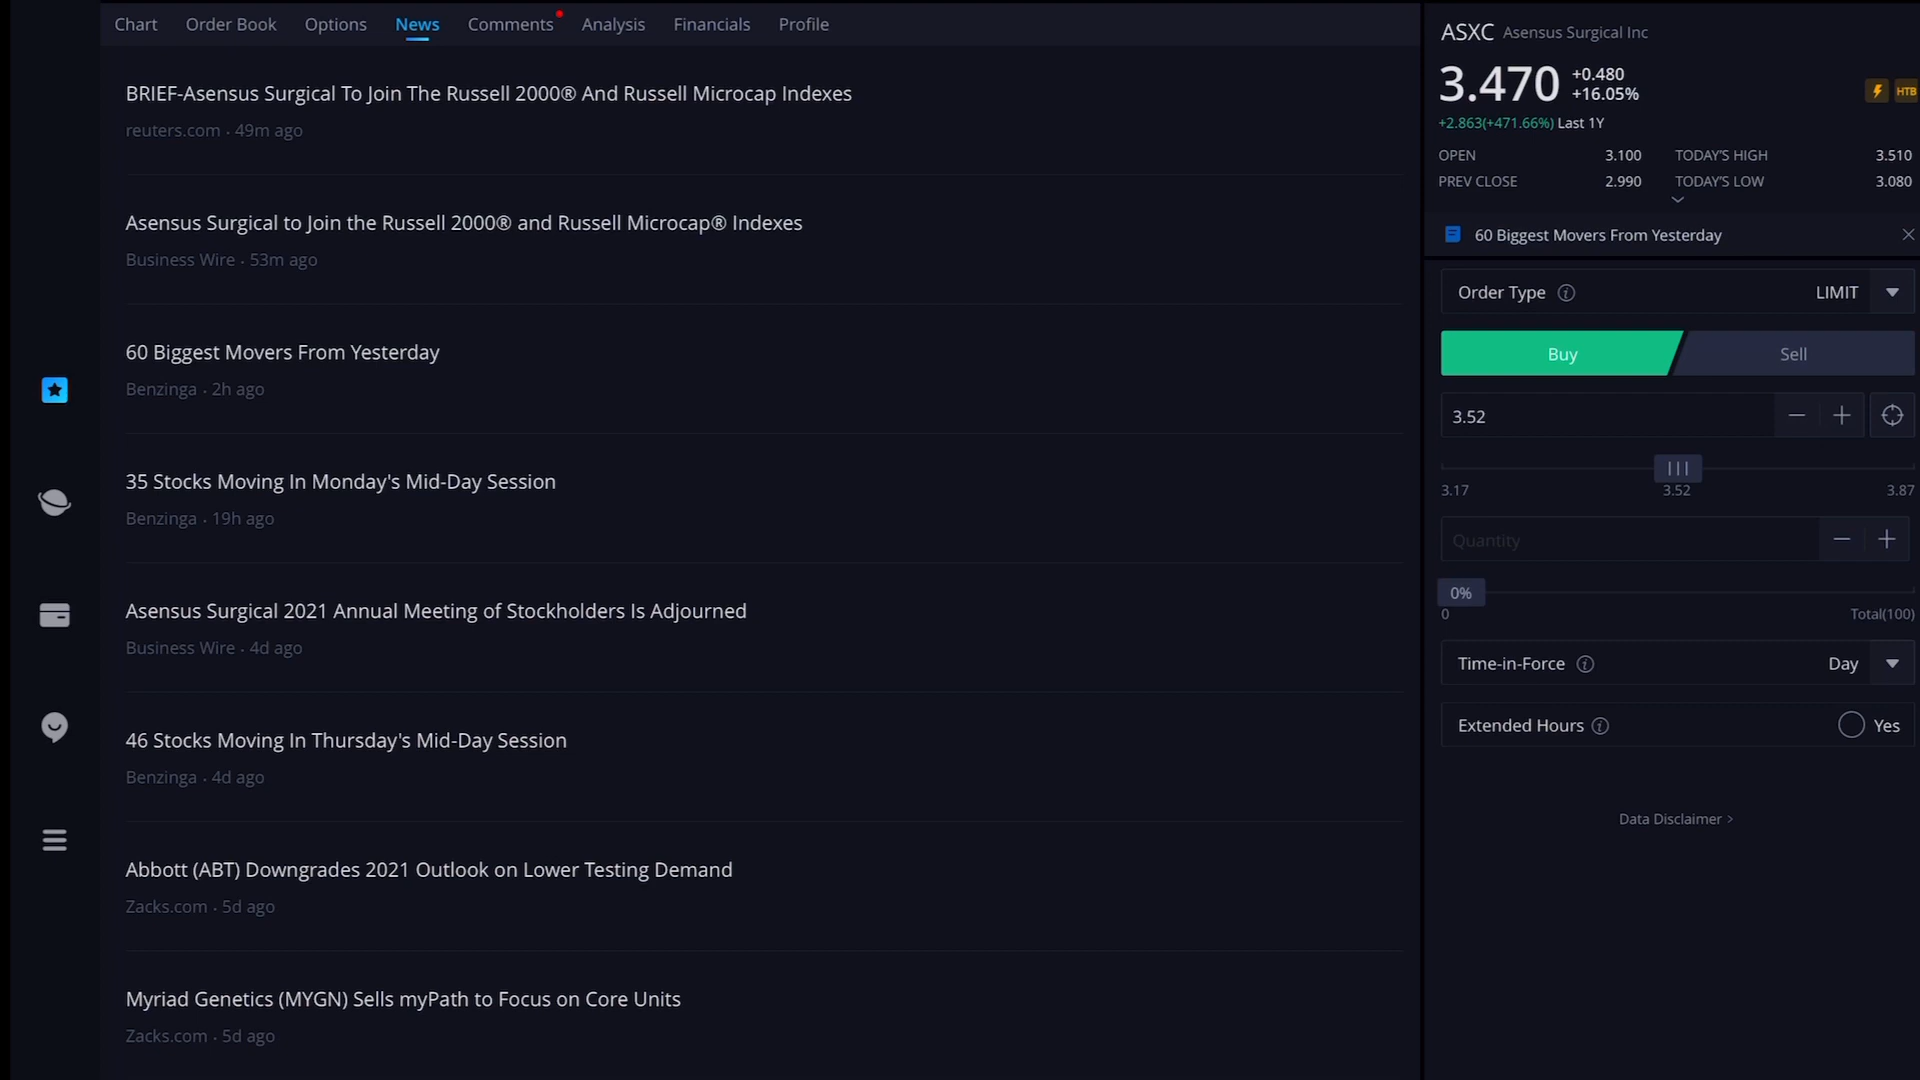 Chart Order Book Options News Comments Analysis Financials Profile
BRIEF-Asensus Surgical To Join The Russell 2000® And Russell Microcap Indexes
reuters.com · 49m ago
Asensus Surgical to Join the Russell 2000® and Russell Microcap® Indexes
Business Wire · 53m ago
60 Biggest Movers From Yesterday
Benzinga · 2h ago
35 Stocks Moving In Monday's Mid-Day Session
Benzinga · 19h ago
Asensus Surgical 2021 Annual Meeting of Stockholders Is Adjourned
Business Wire · 4d ago
46 Stocks Moving In Thursday's Mid-Day Session
Benzinga · 4d ago
Abbott (ABT) Downgrades 2021 Outlook on Lower Testing Demand
Zacks.com · 5d ago
Myriad Genetics (MYGN) Sells myPath to Focus on Core Units
Zacks.com · 5d ago
ASXC Asensus Surgical Inc
3.470 +0.480
+16.05%
HTB
+2.863(+471.66%) Last 1Y
OPEN 3.100 TODAY'S HIGH 3.510
PREV CLOSE 2.990 TODAY'S LOW 3.080
60 Biggest Movers From Yesterday
Order Type LIMIT
Buy Sell
3.52
3.17 3.52 3.87
Quantity
0%
0 Total(100)
Time-in-Force Day
Extended Hours Yes
Data Disclaimer >